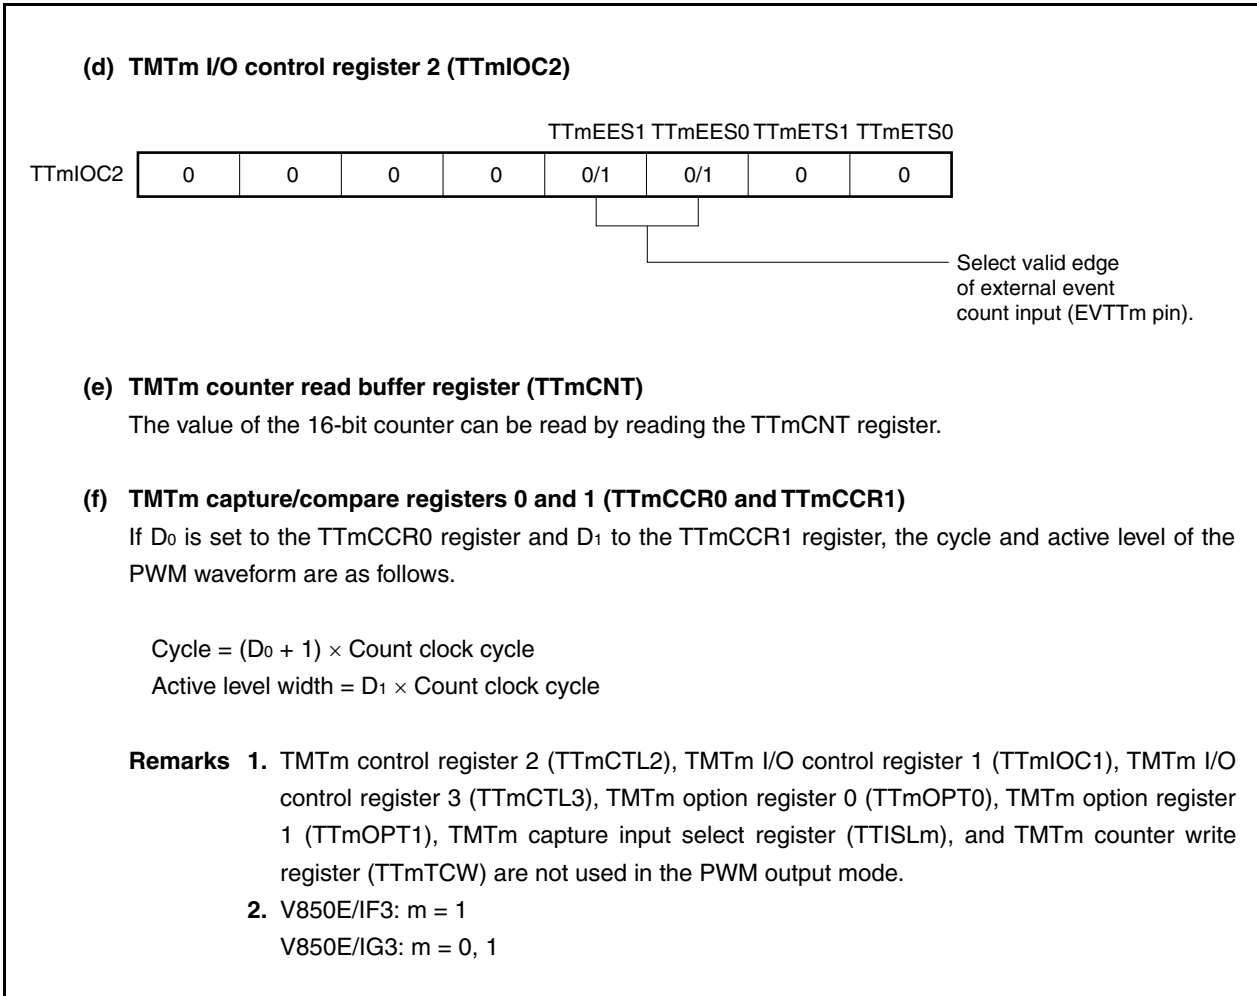 (d) TMTm I/O control register 2 (TTmIOC2)
TTmEES1 TTmEES0 TTmETS1 TTmETS0
TTmIOC2 0 0 0 0 0/1 0/1 0 0
Select valid edge
of external event
count input (EVTTm pin).
(e) TMTm counter read buffer register (TTmCNT)
The value of the 16-bit counter can be read by reading the TTmCNT register.
(f) TMTm capture/compare registers 0 and 1 (TTmCCR0 and TTmCCR1)
If D0 is set to the TTmCCR0 register and D1 to the TTmCCR1 register, the cycle and active level of the
PWM waveform are as follows.
Cycle = (D0 + 1) × Count clock cycle
Active level width = D1 × Count clock cycle
Remarks 1. TMTm control register 2 (TTmCTL2), TMTm I/O control register 1 (TTmIOC1), TMTm I/O
control register 3 (TTmCTL3), TMTm option register 0 (TTmOPT0), TMTm option register
1 (TTmOPT1), TMTm capture input select register (TTISLm), and TMTm counter write
register (TTmTCW) are not used in the PWM output mode.
2. V850E/IF3: m = 1
V850E/IG3: m = 0, 1